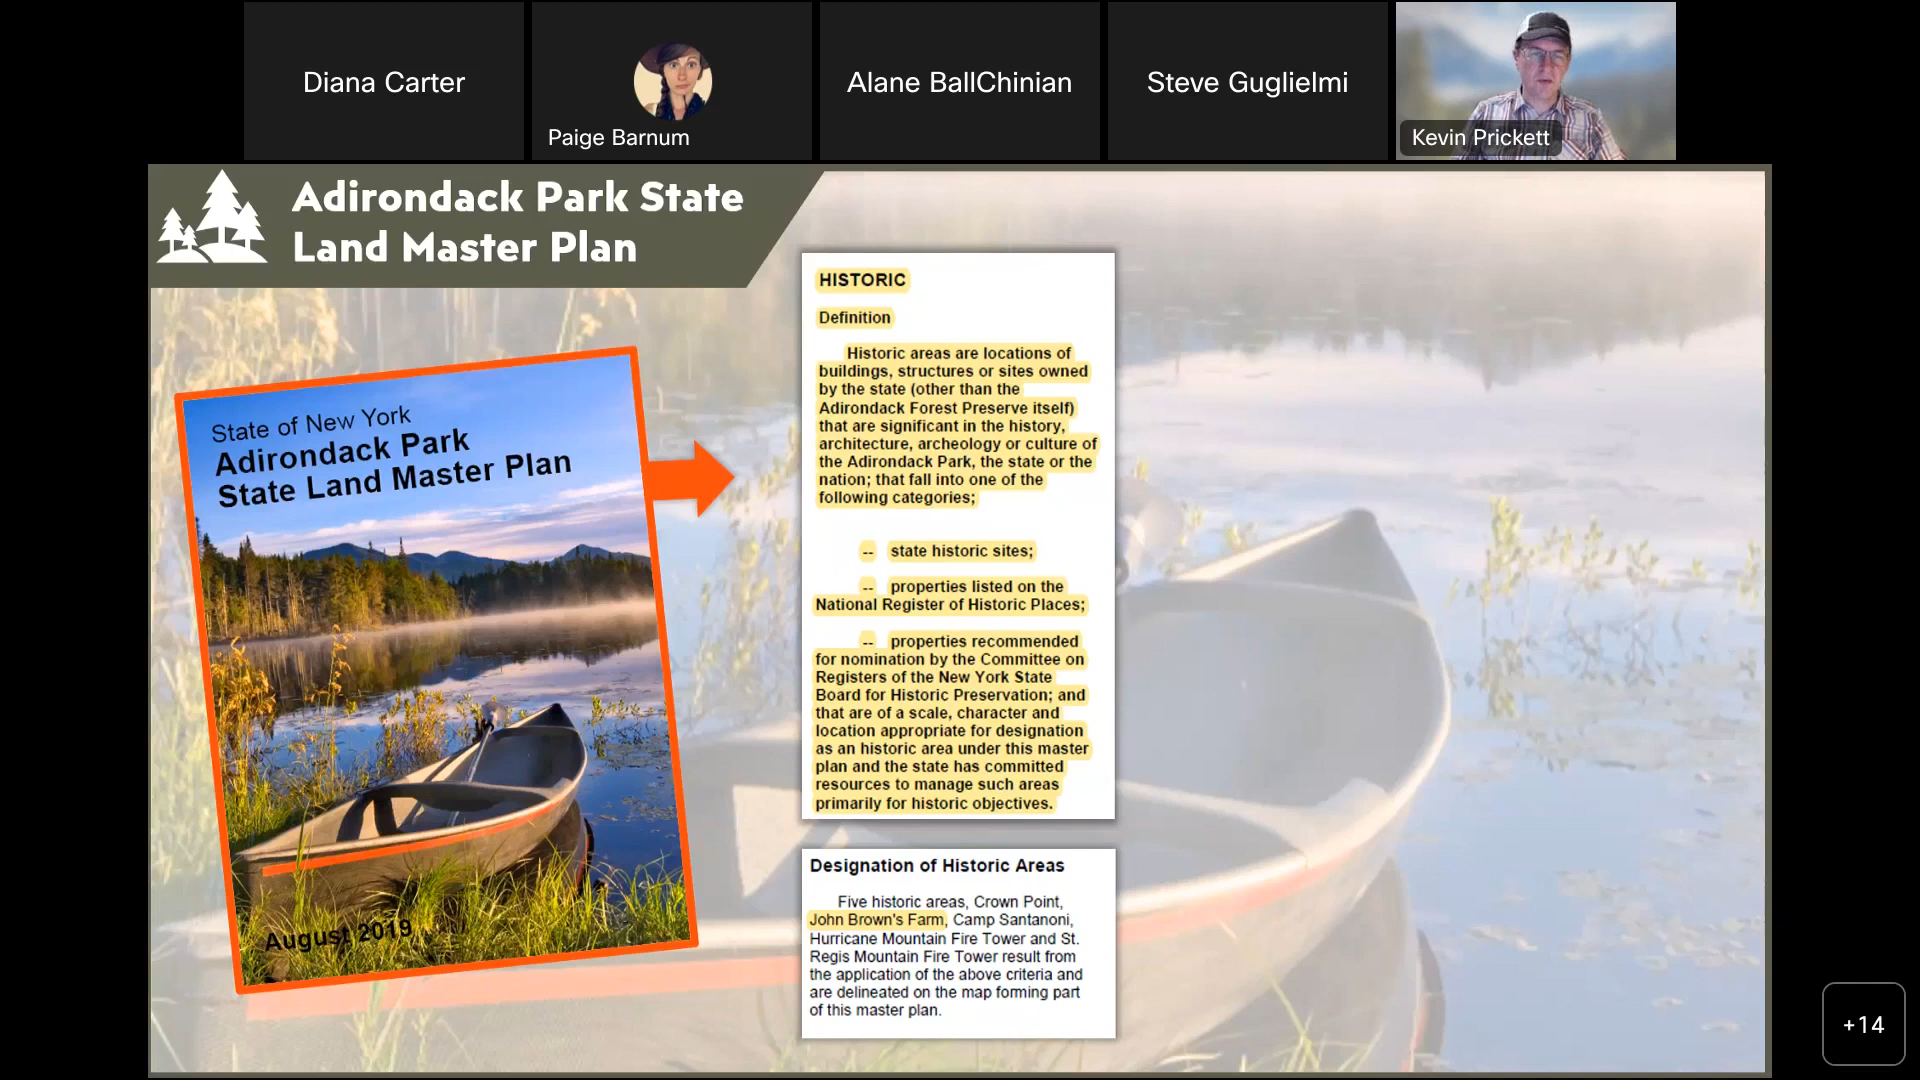 Diana Carter
Paige Barnum
Alane BallChinian
Steve Guglielmi
Kevin Prickett
Adirondack Park State
Land Master Plan
State of New York
Adirondack Park
State Land Master Plan
August 2019
HISTORIC
Definition
Historic areas are locations of
buildings, structures or sites owned
by the state (other than the
Adirondack Forest Preserve itself)
that are significant in the history,
architecture, archeology or culture of
the Adirondack Park, the state or the
nation; that fall into one of the
following categories;
-- state historic sites;
-- properties listed on the
National Register of Historic Places;
-- properties recommended
for nomination by the Committee on
Registers of the New York State
Board for Historic Preservation; and
that are of a scale, character and
location appropriate for designation
as an historic area under this master
plan and the state has committed
resources to manage such areas
primarily for historic objectives.
Designation of Historic Areas
Five historic areas, Crown Point,
John Brown's Farm, Camp Santanoni,
Hurricane Mountain Fire Tower and St.
Regis Mountain Fire Tower result from
the application of the above criteria and
are delineated on the map forming part
of this master plan.
+14